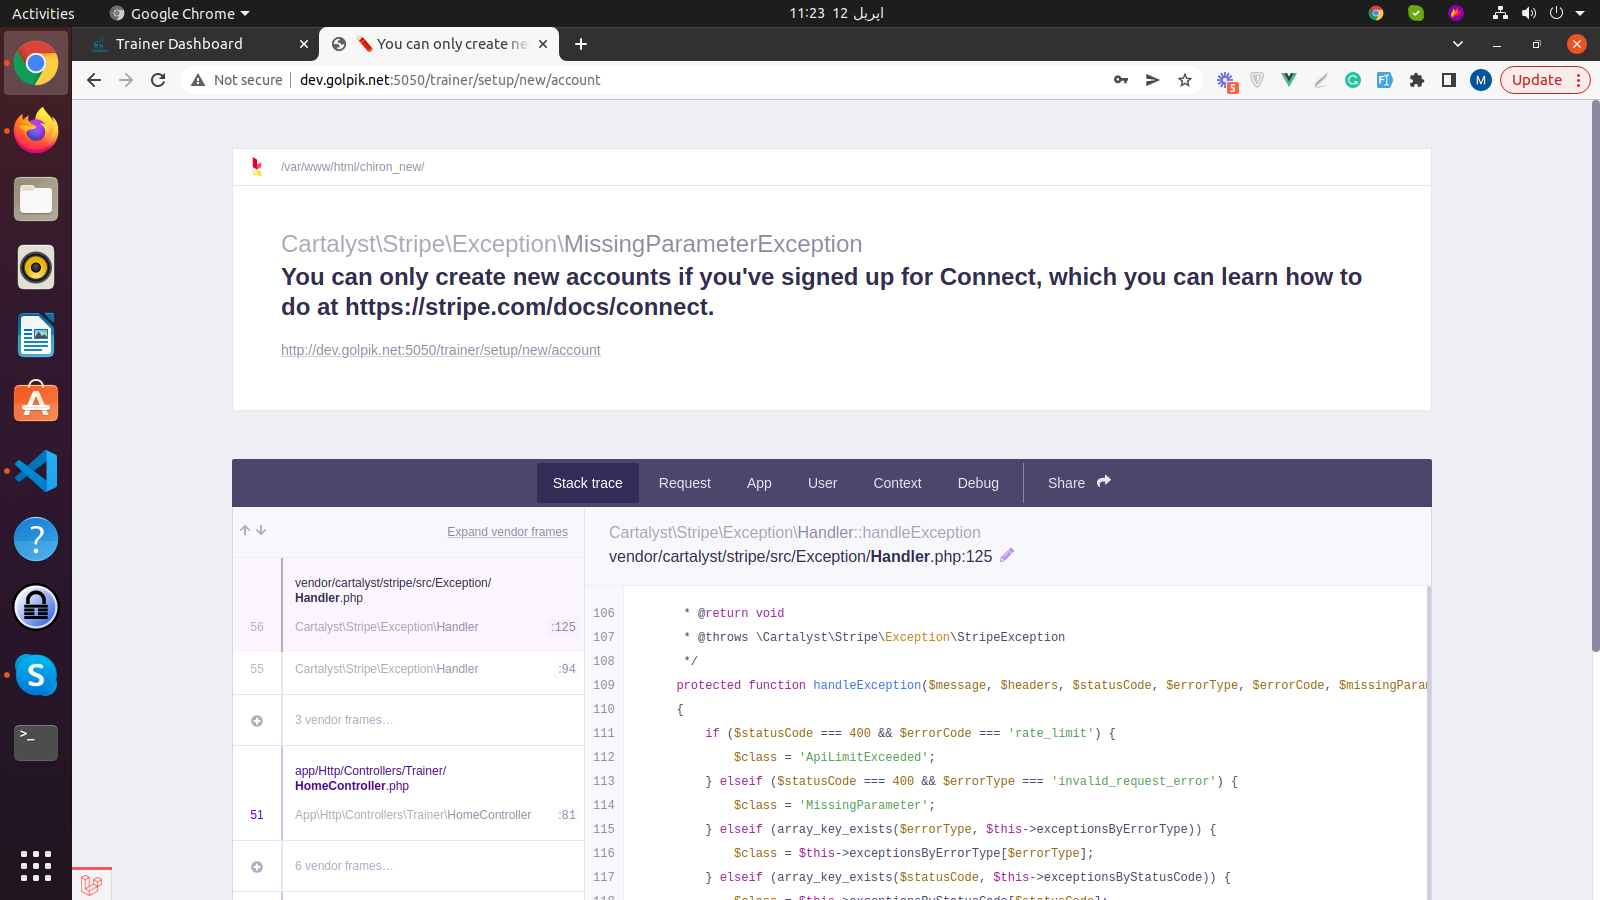 Activities
Google Chrome
11:23 12 اپریل
Trainer Dashboard
You can only create ne
Not secure
dev.golpik.net:5050/trainer/setup/new/account
5
M
Update
/var/www/html/chiron_new/
Cartalyst\Stripe\Exception\MissingParameterException
You can only create new accounts if you've signed up for Connect, which you can learn how to
do at https://stripe.com/docs/connect.
http://dev.golpik.net:5050/trainer/setup/new/account
Stack trace
Request
App
User
Context
Debug
Share
Expand vendor frames
vendor/cartalyst/stripe/src/Exception/
Handler.php
56 Cartalyst\Stripe\Exception\Handler :125
55 Cartalyst\Stripe\Exception\Handler :94
3 vendor frames…
app/Http/Controllers/Trainer/
HomeController.php
51 App\Http\Controllers\Trainer\HomeController :81
6 vendor frames…
Cartalyst\Stripe\Exception\Handler::handleException
vendor/cartalyst/stripe/src/Exception/Handler.php:125
106 * @return void
107 * @throws \Cartalyst\Stripe\Exception\StripeException
108 */
109 protected function handleException($message, $headers, $statusCode, $errorType, $errorCode, $missingParam
110 {
111 if ($statusCode === 400 && $errorCode === 'rate_limit') {
112 $class = 'ApiLimitExceeded';
113 } elseif ($statusCode === 400 && $errorType === 'invalid_request_error') {
114 $class = 'MissingParameter';
115 } elseif (array_key_exists($errorType, $this->exceptionsByErrorType)) {
116 $class = $this->exceptionsByErrorType[$errorType];
117 } elseif (array_key_exists($statusCode, $this->exceptionsByStatusCode)) {
118 $class = $this->exceptionsByStatusCode[$statusCode];